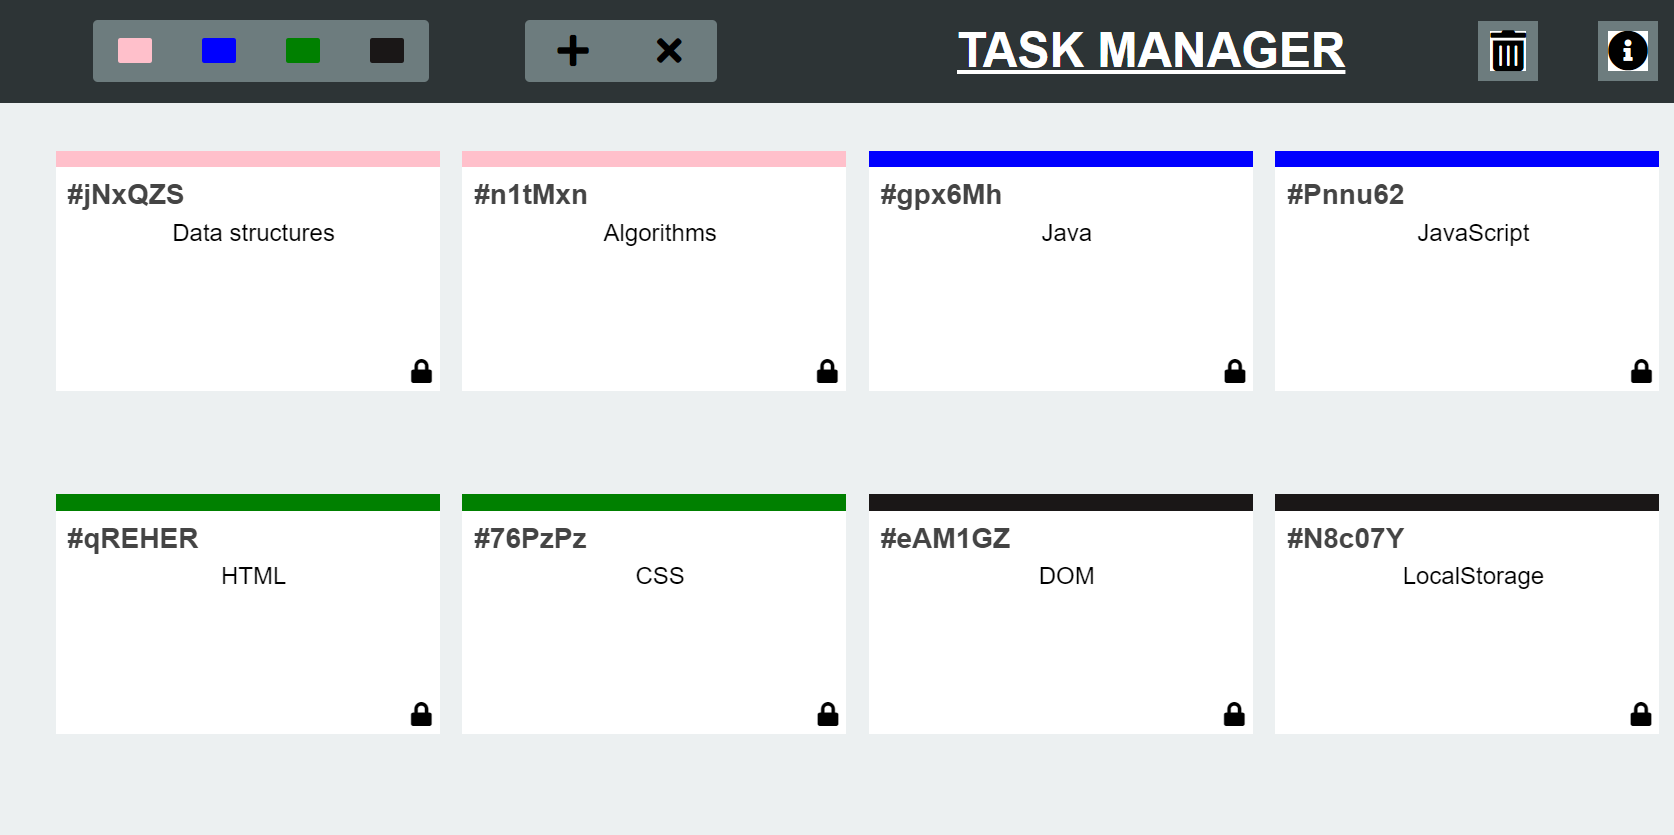 TASK MANAGER
#jNxQZS
Data structures
#n1tMxn
Algorithms
#gpx6Mh
Java
#Pnnu62
JavaScript
#qREHER
HTML
#76PzPz
CSS
#eAM1GZ
DOM
#N8c07Y
LocalStorage